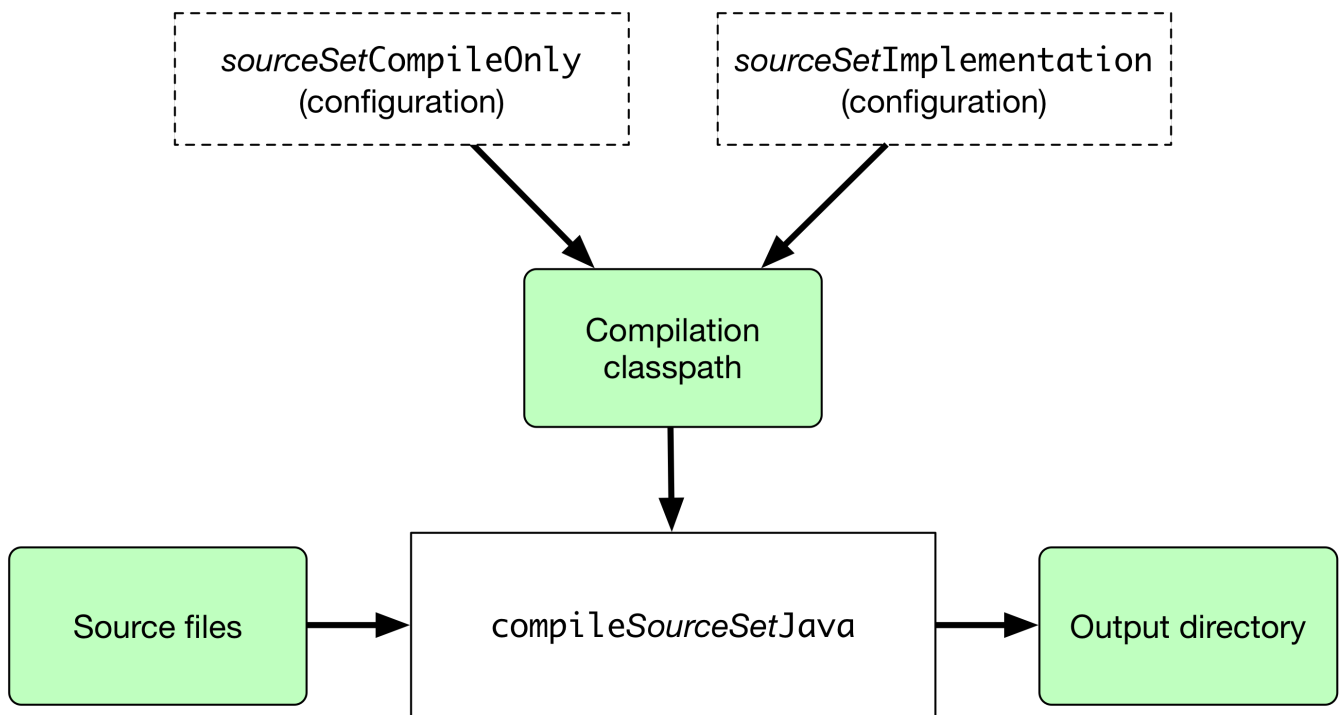 sourceSetCompileOnly
(configuration)
sourceSetImplementation
(configuration)
Compilation
classpath
Source files
compileSourceSetJava
Output directory